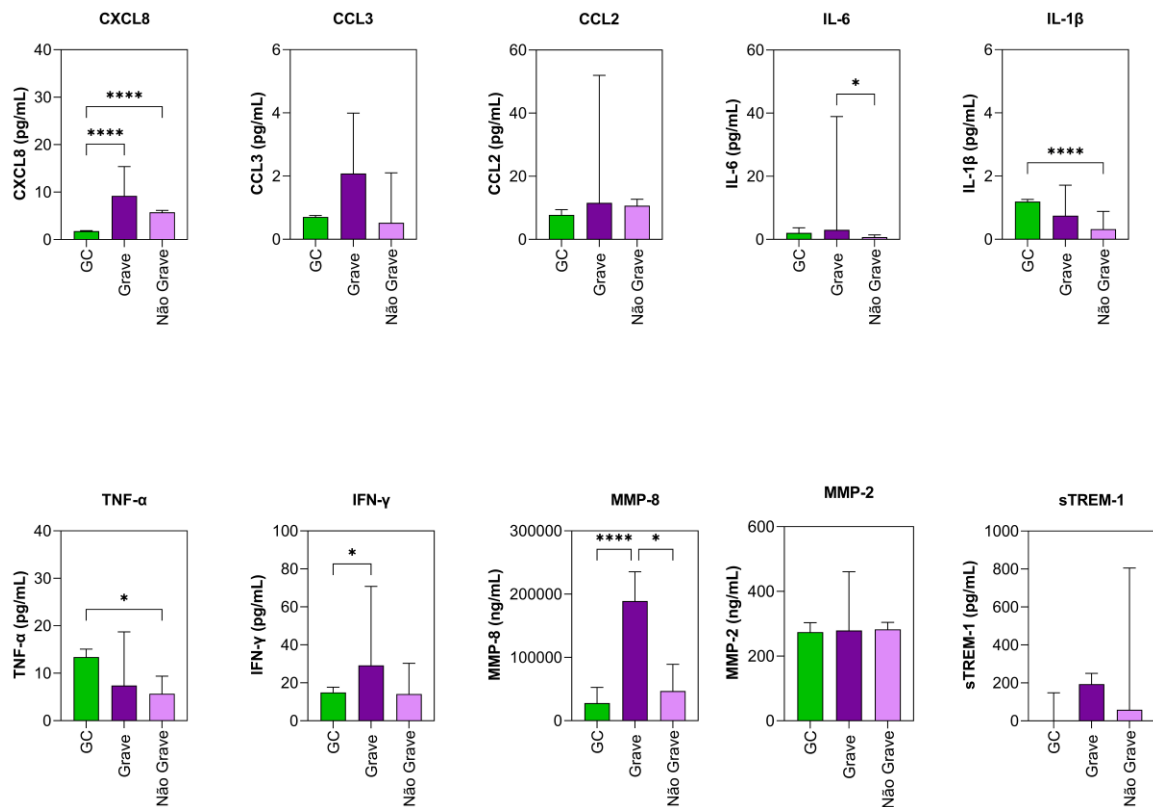 CXCL8
CXCL8 (pg/mL)
40
30
20
10
0
****
****
GC
Grave
Não Grave
CCL3
CCL3 (pg/mL)
6
4
2
0
GC
Grave
Não Grave
CCL2
CCL2 (pg/mL)
60
40
20
0
GC
Grave
Não Grave
IL-6
IL-6 (pg/mL)
60
40
20
0
*
GC
Grave
Não Grave
IL-1β
IL-1β (pg/mL)
6
4
2
0
****
GC
Grave
Não Grave
TNF-α
TNF-α (pg/mL)
40
30
20
10
0
*
GC
Grave
Não Grave
IFN-γ
IFN-γ (pg/mL)
100
80
60
40
20
0
*
GC
Grave
Não Grave
MMP-8
MMP-8 (ng/mL)
300000
200000
100000
0
**** *
GC
Grave
Não Grave
MMP-2
MMP-2 (ng/mL)
600
400
200
0
GC
Grave
Não Grave
sTREM-1
sTREM-1 (pg/mL)
1000
800
600
400
200
0
GC
Grave
Não Grave